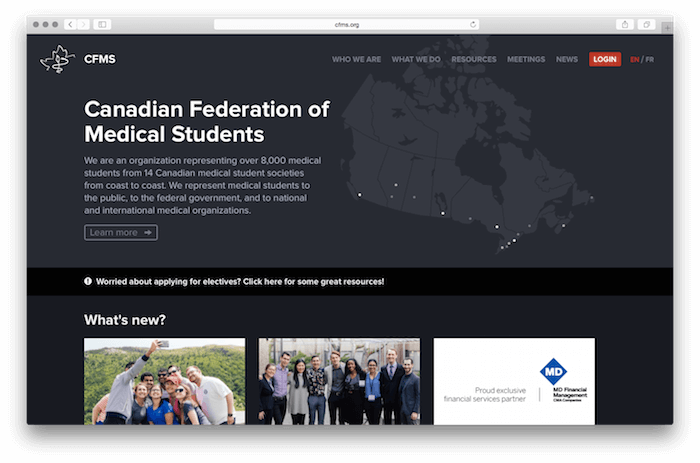 cfms.org
CFMS
WHO WE ARE WHAT WE DO RESOURCES MEETINGS NEWS LOGIN EN / FR
Canadian Federation of
Medical Students
We are an organization representing over 8,000 medical
students from 14 Canadian medical student societies
from coast to coast. We represent medical students to
the public, to the federal government, and to national
and international medical organizations.
Learn more
Worried about applying for electives? Click here for some great resources!
What's new?
Proud exclusive
financial services partner
MD
MD Financial
Management
CMA Companies